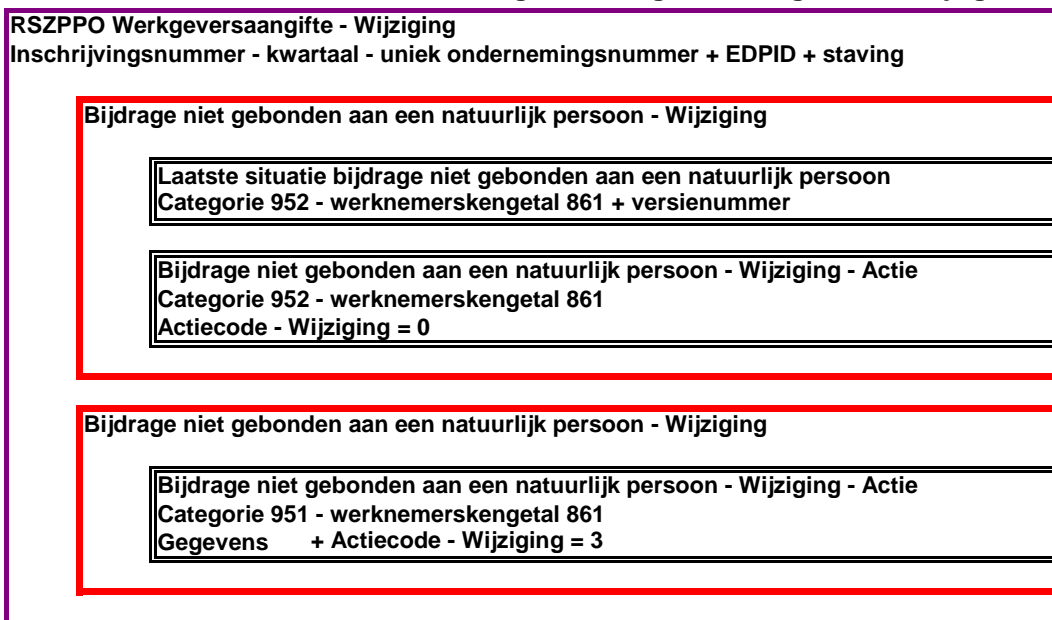 RSZPPO Werkgeversaangifte - Wijziging
Inschrijvingsnummer - kwartaal - uniek ondernemingsnummer + EDPID + staving
Bijdrage niet gebonden aan een natuurlijk persoon - Wijziging
Laatste situatie bijdrage niet gebonden aan een natuurlijk persoon
Categorie 952 - werknemerskengetal 861 + versienummer
Bijdrage niet gebonden aan een natuurlijk persoon - Wijziging - Actie
Categorie 952 - werknemerskengetal 861
Actiecode - Wijziging = 0
Bijdrage niet gebonden aan een natuurlijk persoon - Wijziging
Bijdrage niet gebonden aan een natuurlijk persoon - Wijziging - Actie
Categorie 951 - werknemerskengetal 861
Gegevens + Actiecode - Wijziging = 3